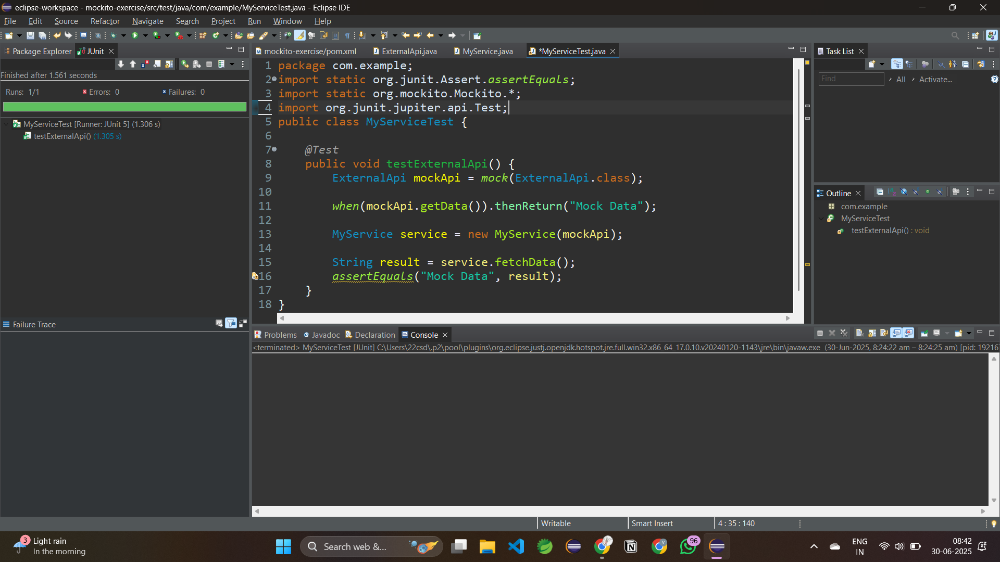 eclipse-workspace - mockito-exercise/src/test/java/com/example/MyServiceTest.java - Eclipse IDE
File Edit Source Refactor Navigate Search Project Run Window Help
Package Explorer JUnit
Finished after 1.561 seconds
Runs: 1/1 Errors: 0 Failures: 0
MyServiceTest [Runner: JUnit 5] (1.306 s)
testExternalApi() (1.305 s)
Failure Trace
mockito-exercise/pom.xml ExternalApi.java MyService.java *MyServiceTest.java
1 package com.example;
2 import static org.junit.Assert.assertEquals;
3 import static org.mockito.Mockito.*;
4 import org.junit.jupiter.api.Test;
5 public class MyServiceTest {
6
7 @Test
8 public void testExternalApi() {
9 ExternalApi mockApi = mock(ExternalApi.class);
10
11 when(mockApi.getData()).thenReturn("Mock Data");
12
13 MyService service = new MyService(mockApi);
14
15 String result = service.fetchData();
16 assertEquals("Mock Data", result);
17 }
18 }
Task List
Find All Activate...
Outline
com.example
MyServiceTest
testExternalApi() : void
Problems Javadoc Declaration Console
<terminated> MyServiceTest [JUnit] C:\Users\22csd\.p2\pool\plugins\org.eclipse.justj.openjdk.hotspot.jre.full.win32.x86_64_17.0.10.v20240120-1143\jre\bin\javaw.exe (30-Jun-2025, 8:24:22 am – 8:24:25 am) [pid: 19216
Writable Smart Insert 4 : 35 : 140
3
Light rain
In the morning
Search web &...
96
ENG
IN
08:42
30-06-2025